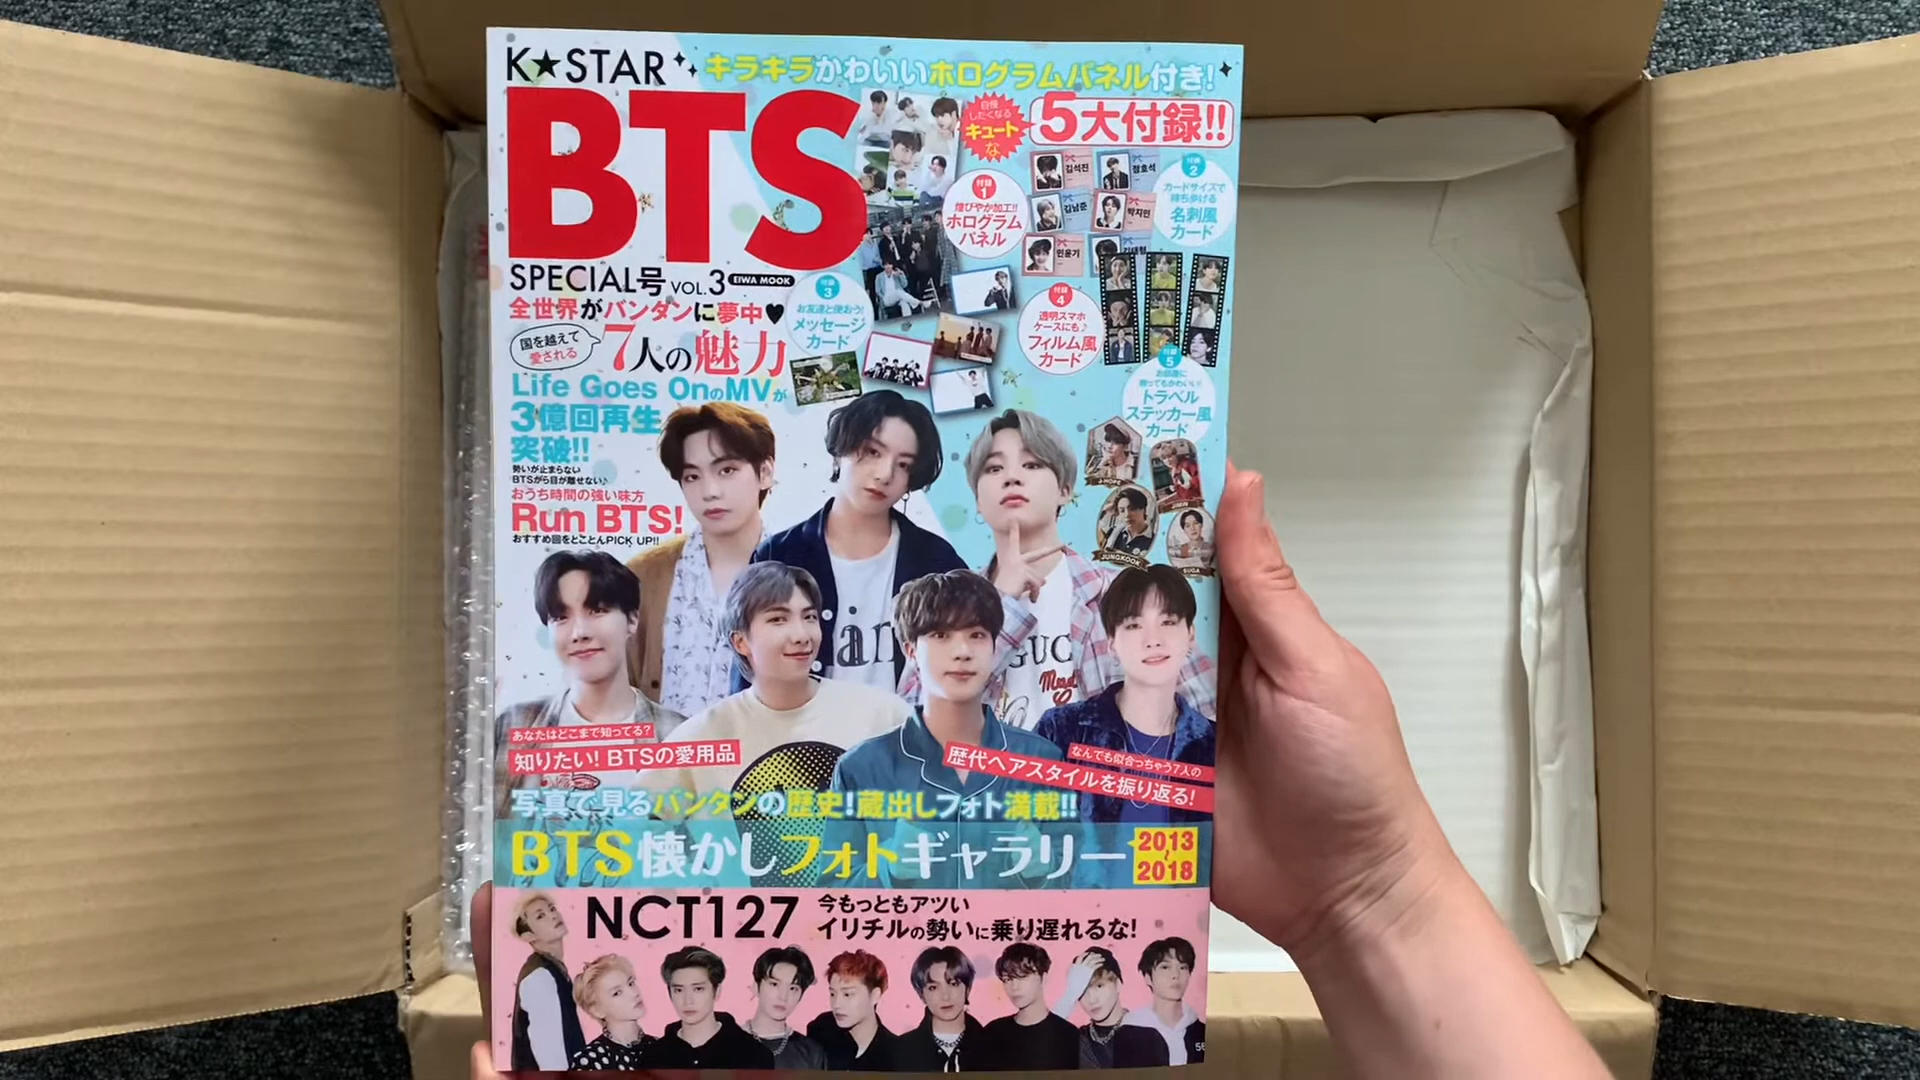 K★STAR
キラキラかわいいホログラムパネル付き!
BTS
自慢
したくなる
キュート
な
5大付録!!
付録
1
煌びやか加工!!
ホログラム
パネル
김석진
정호석
김남준
박지민
민윤기
付録
2
カードサイズで
持ち歩ける
名刺風
カード
SPECIAL号 VOL.3 EIWA MOOK
全世界がバンタンに夢中♥
国を越えて
愛される
7人の魅力
付録
3
お友達と使おう!
メッセージ
カード
付録
4
透明スマホ
ケースにも♪
フィルム風
カード
付録
5
トラベル
ステッカー風
カード
Life Goes OnのMVが
3億回再生
突破!!
勢いが止まらない
BTSから目が離せない♪
おうち時間の強い味方
Run BTS!
おすすめ回をとことんPICK UP!!
J-HOPE
JIMIN
JUNGKOOK
SUGA
あなたはどこまで知ってる?
知りたい! BTSの愛用品
なんでも似合っちゃう7人の
歴代ヘアスタイルを振り返る!
写真で見るバンタンの歴史!蔵出しフォト満載!!
BTS懐かしフォトギャラリー
2013
～
2018
NCT127
今もっともアツい
イリチルの勢いに乗り遅れるな!